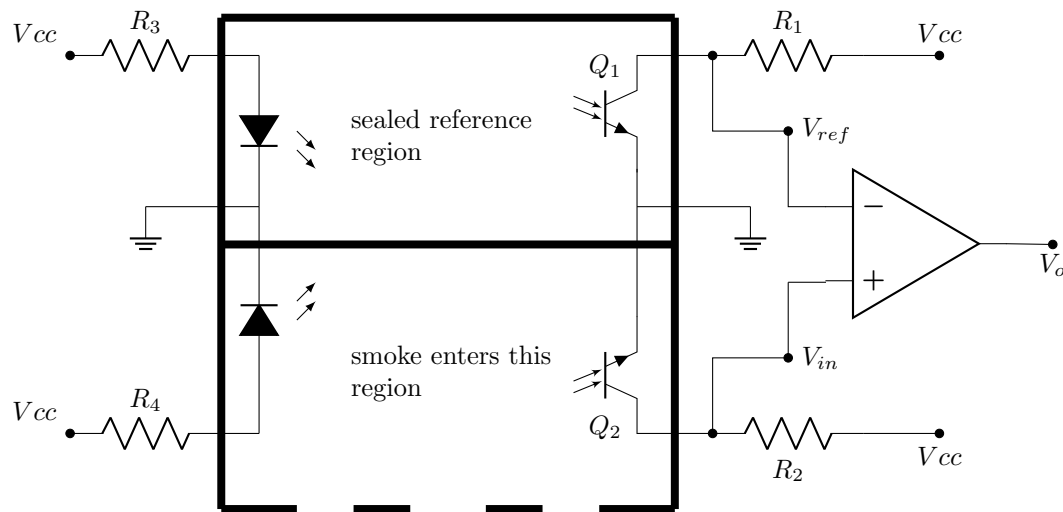 Vcc
R3
R1
Vcc
Q1
sealed reference
region
Vref
−
+
Vo
smoke enters this
region
Vin
Vcc
R4
Q2
R2
Vcc